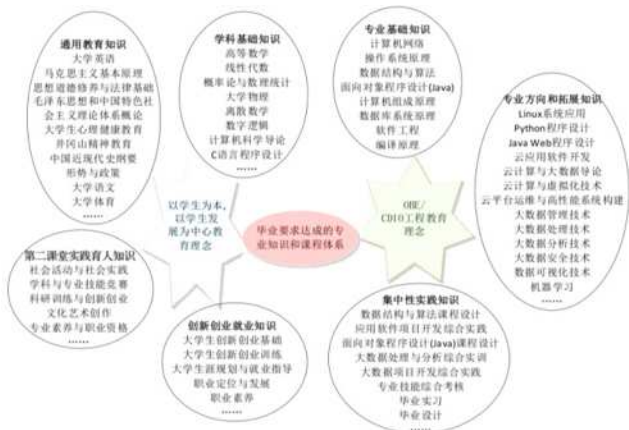 通用教育知识
大学英语
马克思主义基本原理
思想道德修养与法律基础
毛泽东思想和中国特色社
会主义理论体系概论
大学生心理健康教育
井冈山精神教育
中国近现代史纲要
形势与政策
大学语文
大学体育
......
学科基础知识
高等数学
线性代数
概率论与数理统计
大学物理
离散数学
数字逻辑
计算机科学导论
C语言程序设计
......
专业基础知识
计算机网络
操作系统原理
数据结构与算法
面向对象程序设计(Java)
计算机组成原理
数据库系统原理
软件工程
编译原理
......
专业方向和拓展知识
Linux系统应用
Python程序设计
Java Web程序设计
云应用软件开发
云计算与大数据导论
云计算与虚拟化技术
云平台运维与高性能系统构建
大数据管理技术
大数据处理技术
大数据分析技术
大数据安全技术
数据可视化技术
机器学习
......
以学生为本,
以学生发
展为中心教
育理念
毕业要求达成的专
业知识和课程体系
OBE/
CDIO工程教育
理念
第二课堂实践育人知识
社会活动与社会实践
学科与专业技能竞赛
科研训练与创新创业
文化艺术创作
专业素养与职业资格
......
创新创业就业知识
大学生创新创业基础
大学生创新创业训练
大学生涯规划与就业指导
职业定位与发展
职业素养
......
集中性实践知识
数据结构与算法课程设计
应用软件项目开发综合实践
面向对象程序设计(Java)课程设计
大数据处理与分析综合实训
大数据项目开发综合实践
专业技能综合考核
毕业实习
毕业设计
......